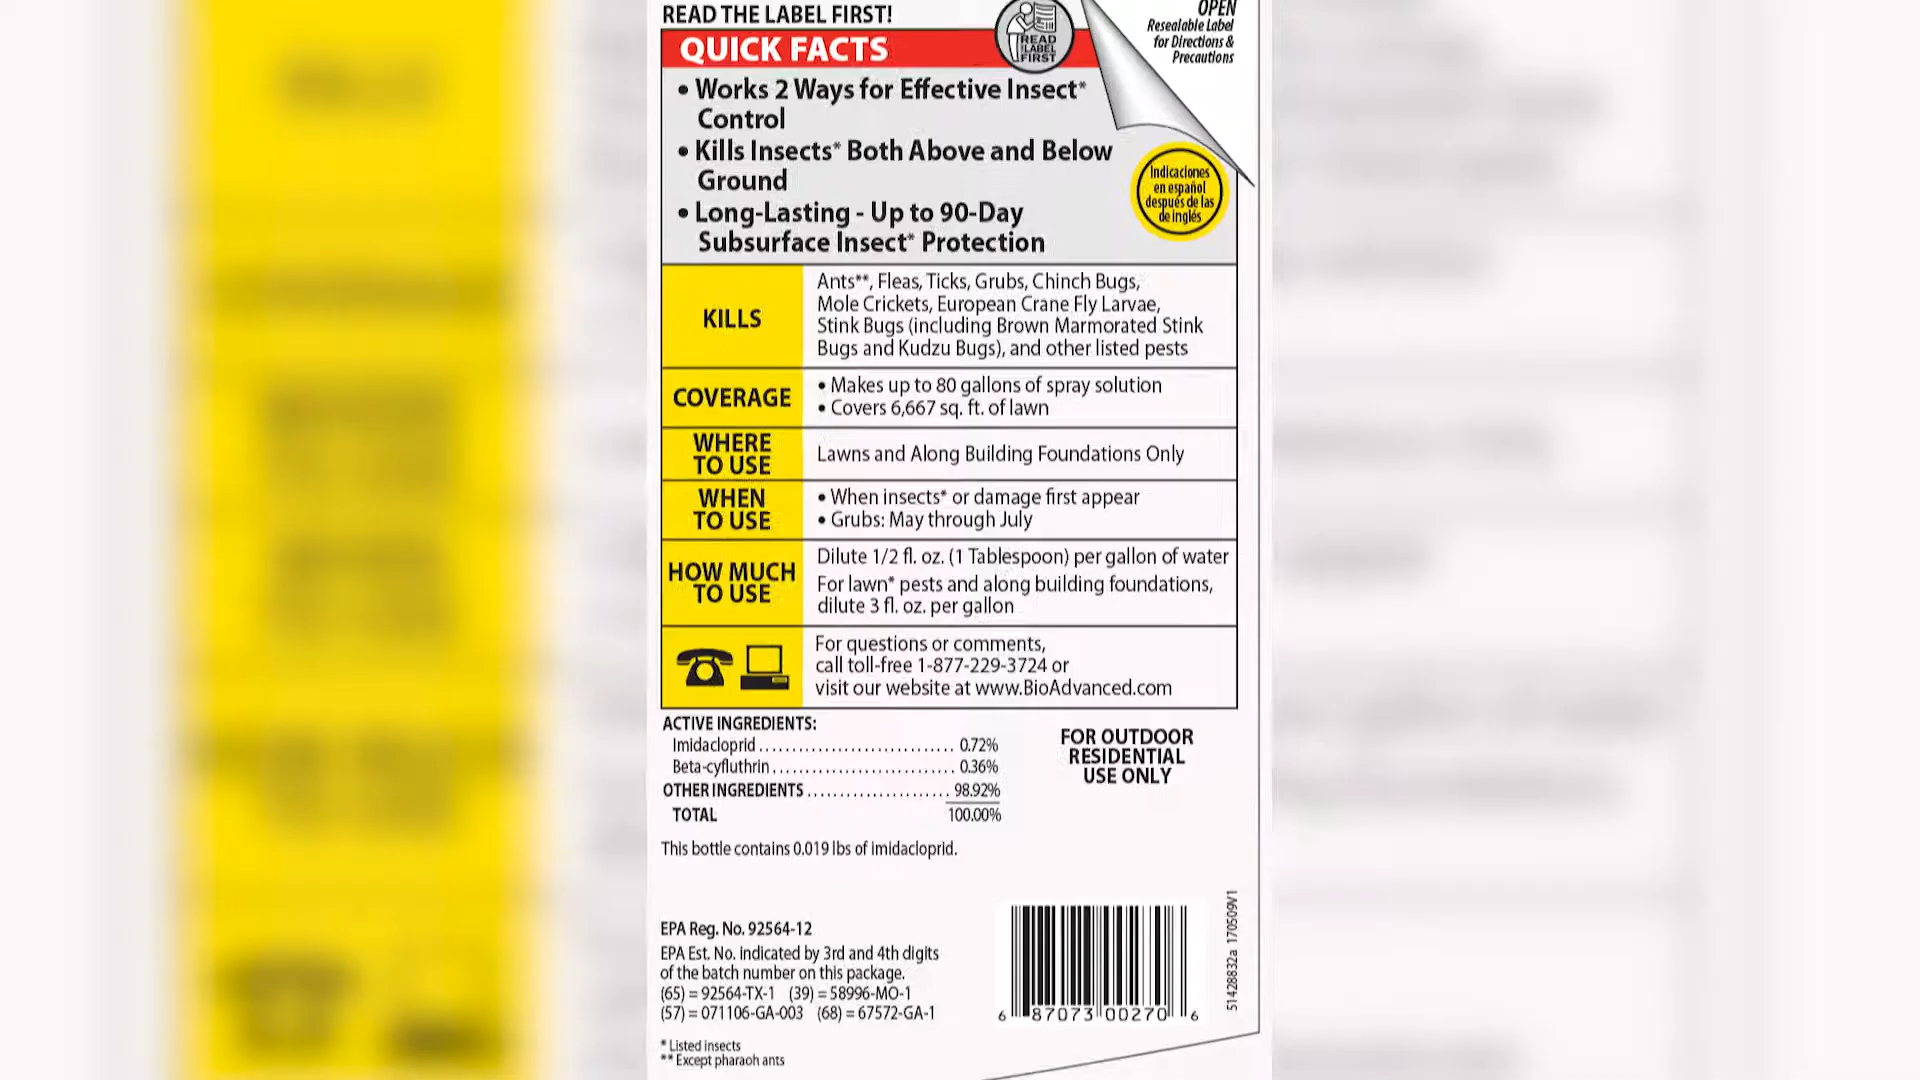 READ THE LABEL FIRST!
OPEN
Resealable Label
for Directions &
Precautions
READ
THE LABEL
FIRST
QUICK FACTS
• Works 2 Ways for Effective Insect*
Control
• Kills Insects* Both Above and Below
Ground
• Long-Lasting - Up to 90-Day
Subsurface Insect* Protection
Indicaciones
en español
después de las
de inglés
KILLS
Ants**, Fleas, Ticks, Grubs, Chinch Bugs,
Mole Crickets, European Crane Fly Larvae,
Stink Bugs (including Brown Marmorated Stink
Bugs and Kudzu Bugs), and other listed pests
COVERAGE
• Makes up to 80 gallons of spray solution
• Covers 6,667 sq. ft. of lawn
WHERE
TO USE
Lawns and Along Building Foundations Only
WHEN
TO USE
• When insects* or damage first appear
• Grubs: May through July
HOW MUCH
TO USE
Dilute 1/2 fl. oz. (1 Tablespoon) per gallon of water
For lawn* pests and along building foundations,
dilute 3 fl. oz. per gallon
For questions or comments,
call toll-free 1-877-229-3724 or
visit our website at www.BioAdvanced.com
ACTIVE INGREDIENTS:
Imidacloprid ............................. 0.72%
Beta-cyfluthrin ........................... 0.36%
OTHER INGREDIENTS ...................... 98.92%
TOTAL 100.00%
FOR OUTDOOR
RESIDENTIAL
USE ONLY
This bottle contains 0.019 lbs of imidacloprid.
EPA Reg. No. 92564-12
EPA Est. No. indicated by 3rd and 4th digits
of the batch number on this package.
(65) = 92564-TX-1 (39) = 58996-MO-1
(57) = 071106-GA-003 (68) = 67572-GA-1
* Listed insects
** Except pharaoh ants
6 87073 00270 6
51428832a 170509V1